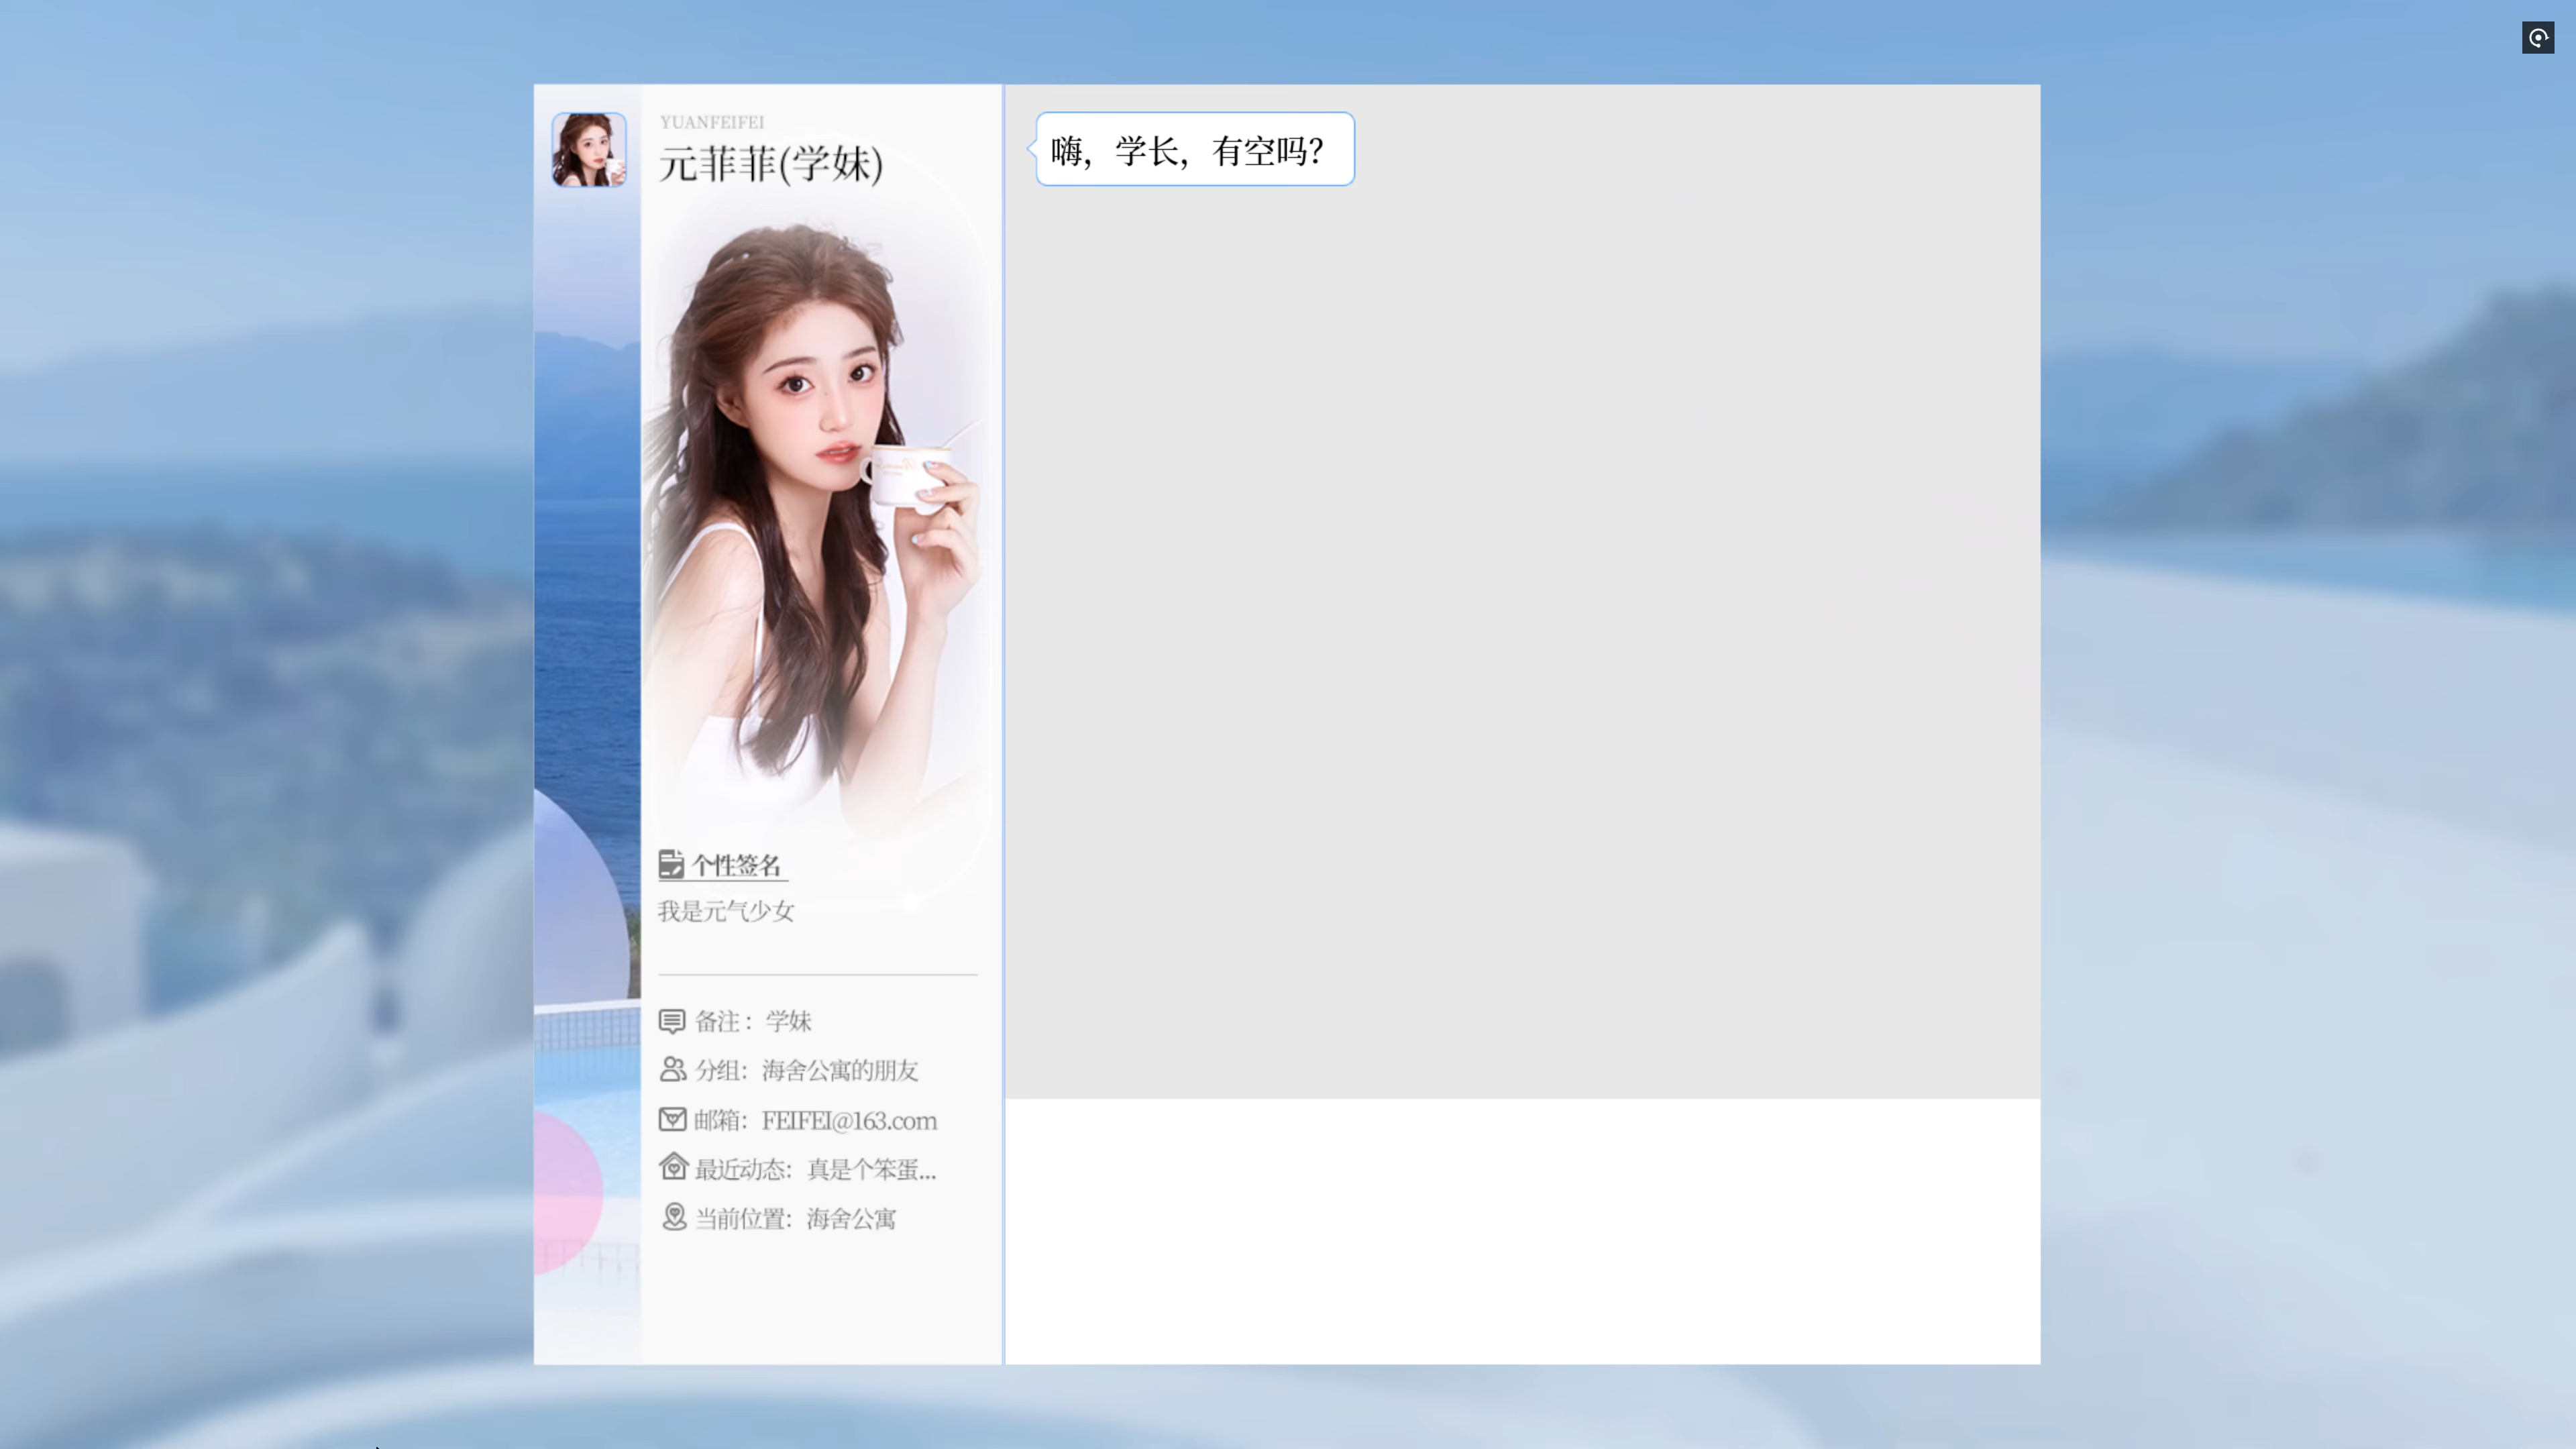 YUANFEIFEI
元菲菲(学妹)
个性签名
我是元气少女
备注：学妹
分组：海舍公寓的朋友
邮箱：FEIFEI@163.com
最近动态：真是个笨蛋...
当前位置：海舍公寓
嗨，学长，有空吗？